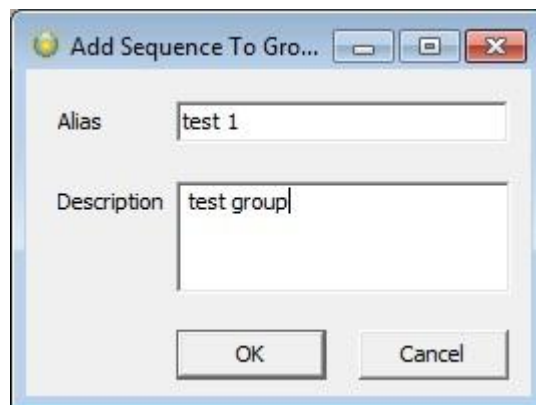 Add Sequence To Gro...
Alias test 1
Description test group
OK Cancel